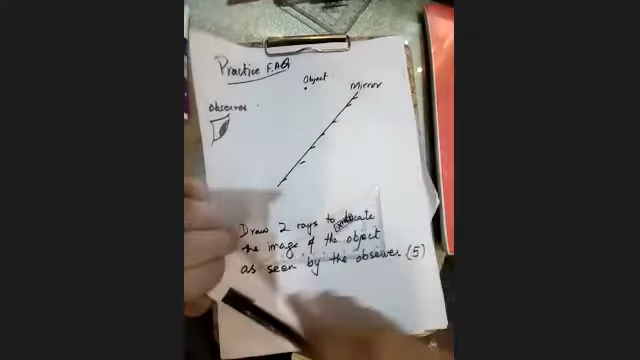 Practice F.A.Q
Object
Mirror
Observer
Draw 2 rays to locate
the image of the object
as seen by the observer (5)